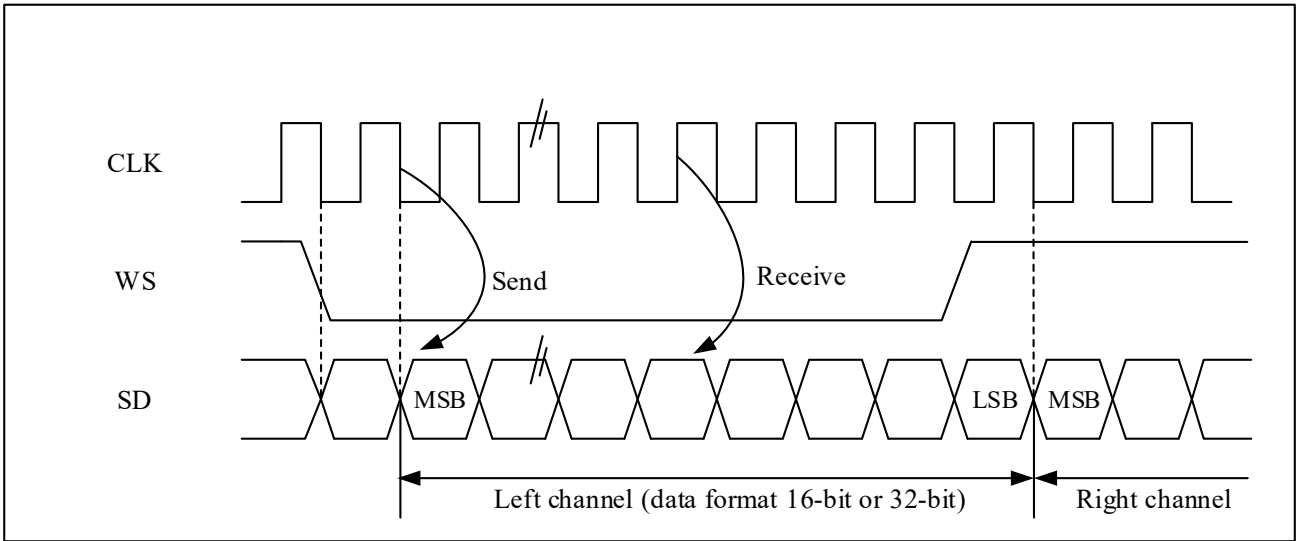 CLK
WS
Send
Receive
SD
MSB
LSB
MSB
Left channel (data format 16-bit or 32-bit)
Right channel